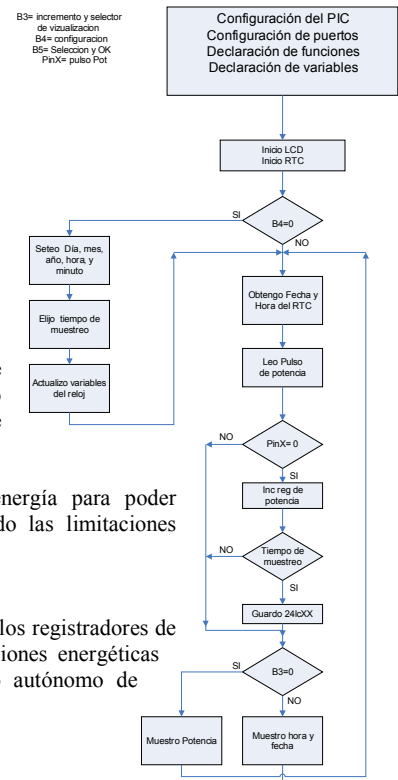 B3= incremento y selector
de vizualizacion
B4= configuracion
B5= Seleccion y OK
PinX= pulso Pot
Configuración del PIC
Configuración de puertos
Declaración de funciones
Declaración de variables
Inicio LCD
Inicio RTC
B4=0
SI
NO
Seteo Día, mes,
año, hora, y
minuto
Elijo tiempo de
muestreo
Actualizo variables
del reloj
Obtengo Fecha y
Hora del RTC
Leo Pulso
de potencia
PinX= 0
NO
SI
Inc reg de
potencia
Tiempo de
muestreo
NO
SI
Guardo 24lcXX
B3=0
SI
NO
Muestro Potencia
Muestro hora y
fecha
energía para poder
do las limitaciones
los registradores de
iones energéticas
autónomo de